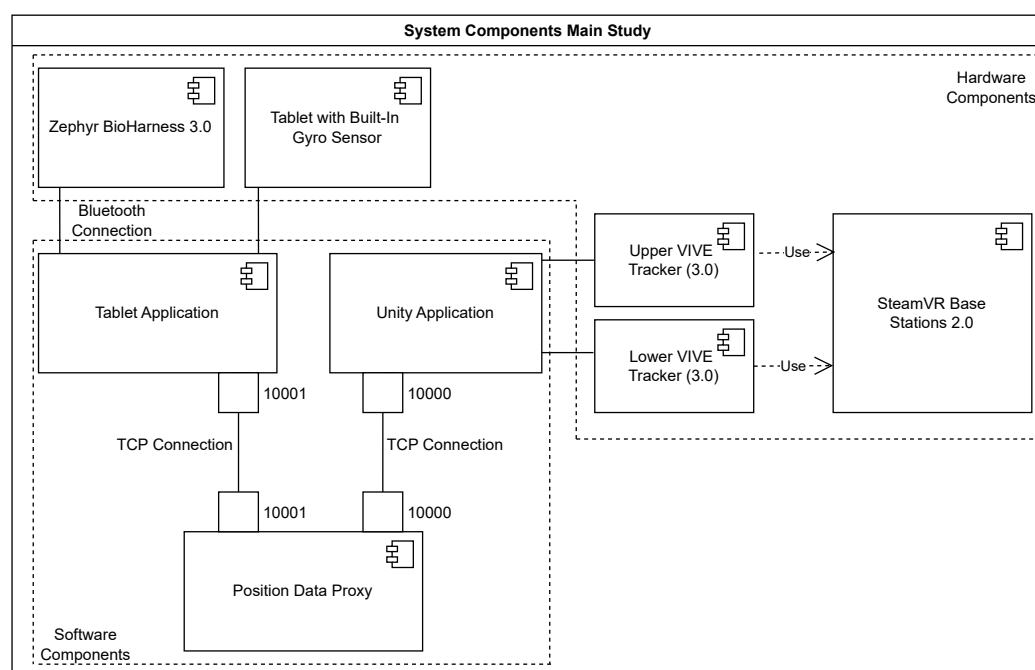 System Components Main Study
Hardware
Components
Zephyr BioHarness 3.0
Tablet with Built-In
Gyro Sensor
Bluetooth
Connection
Upper VIVE
Tracker (3.0)
Use
SteamVR Base
Stations 2.0
Tablet Application
Unity Application
Lower VIVE
Tracker (3.0)
Use
10001
10000
TCP Connection
TCP Connection
10001
10000
Position Data Proxy
Software
Components